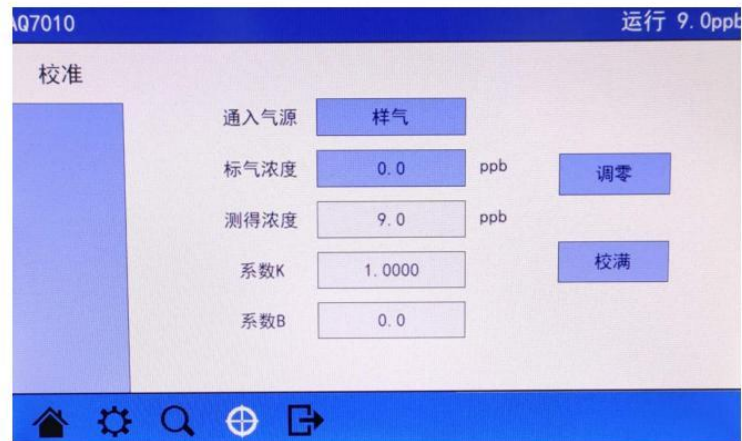 AQ7010 运行 9.0ppb
校准
通入气源 样气
标气浓度 0.0 ppb
调零
测得浓度 9.0 ppb
系数K 1.0000
校满
系数B 0.0